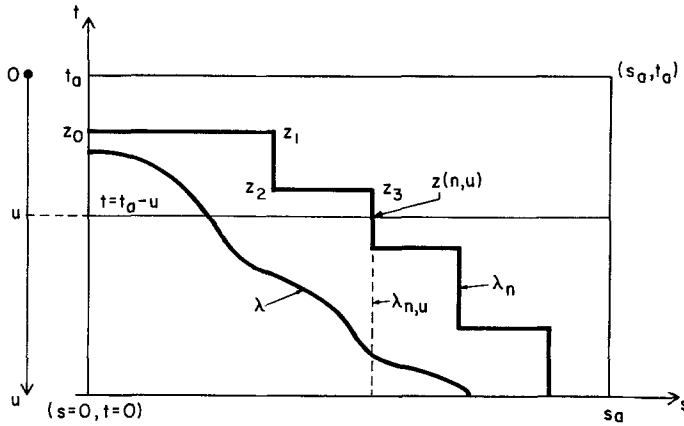 t
0
t_a
(s_a, t_a)
z_0
z_1
z_2
z_3
z(n,u)
u
t=t_a-u
λ
λ_{n,u}
λ_n
u
(s=0, t=0)
s_a
s